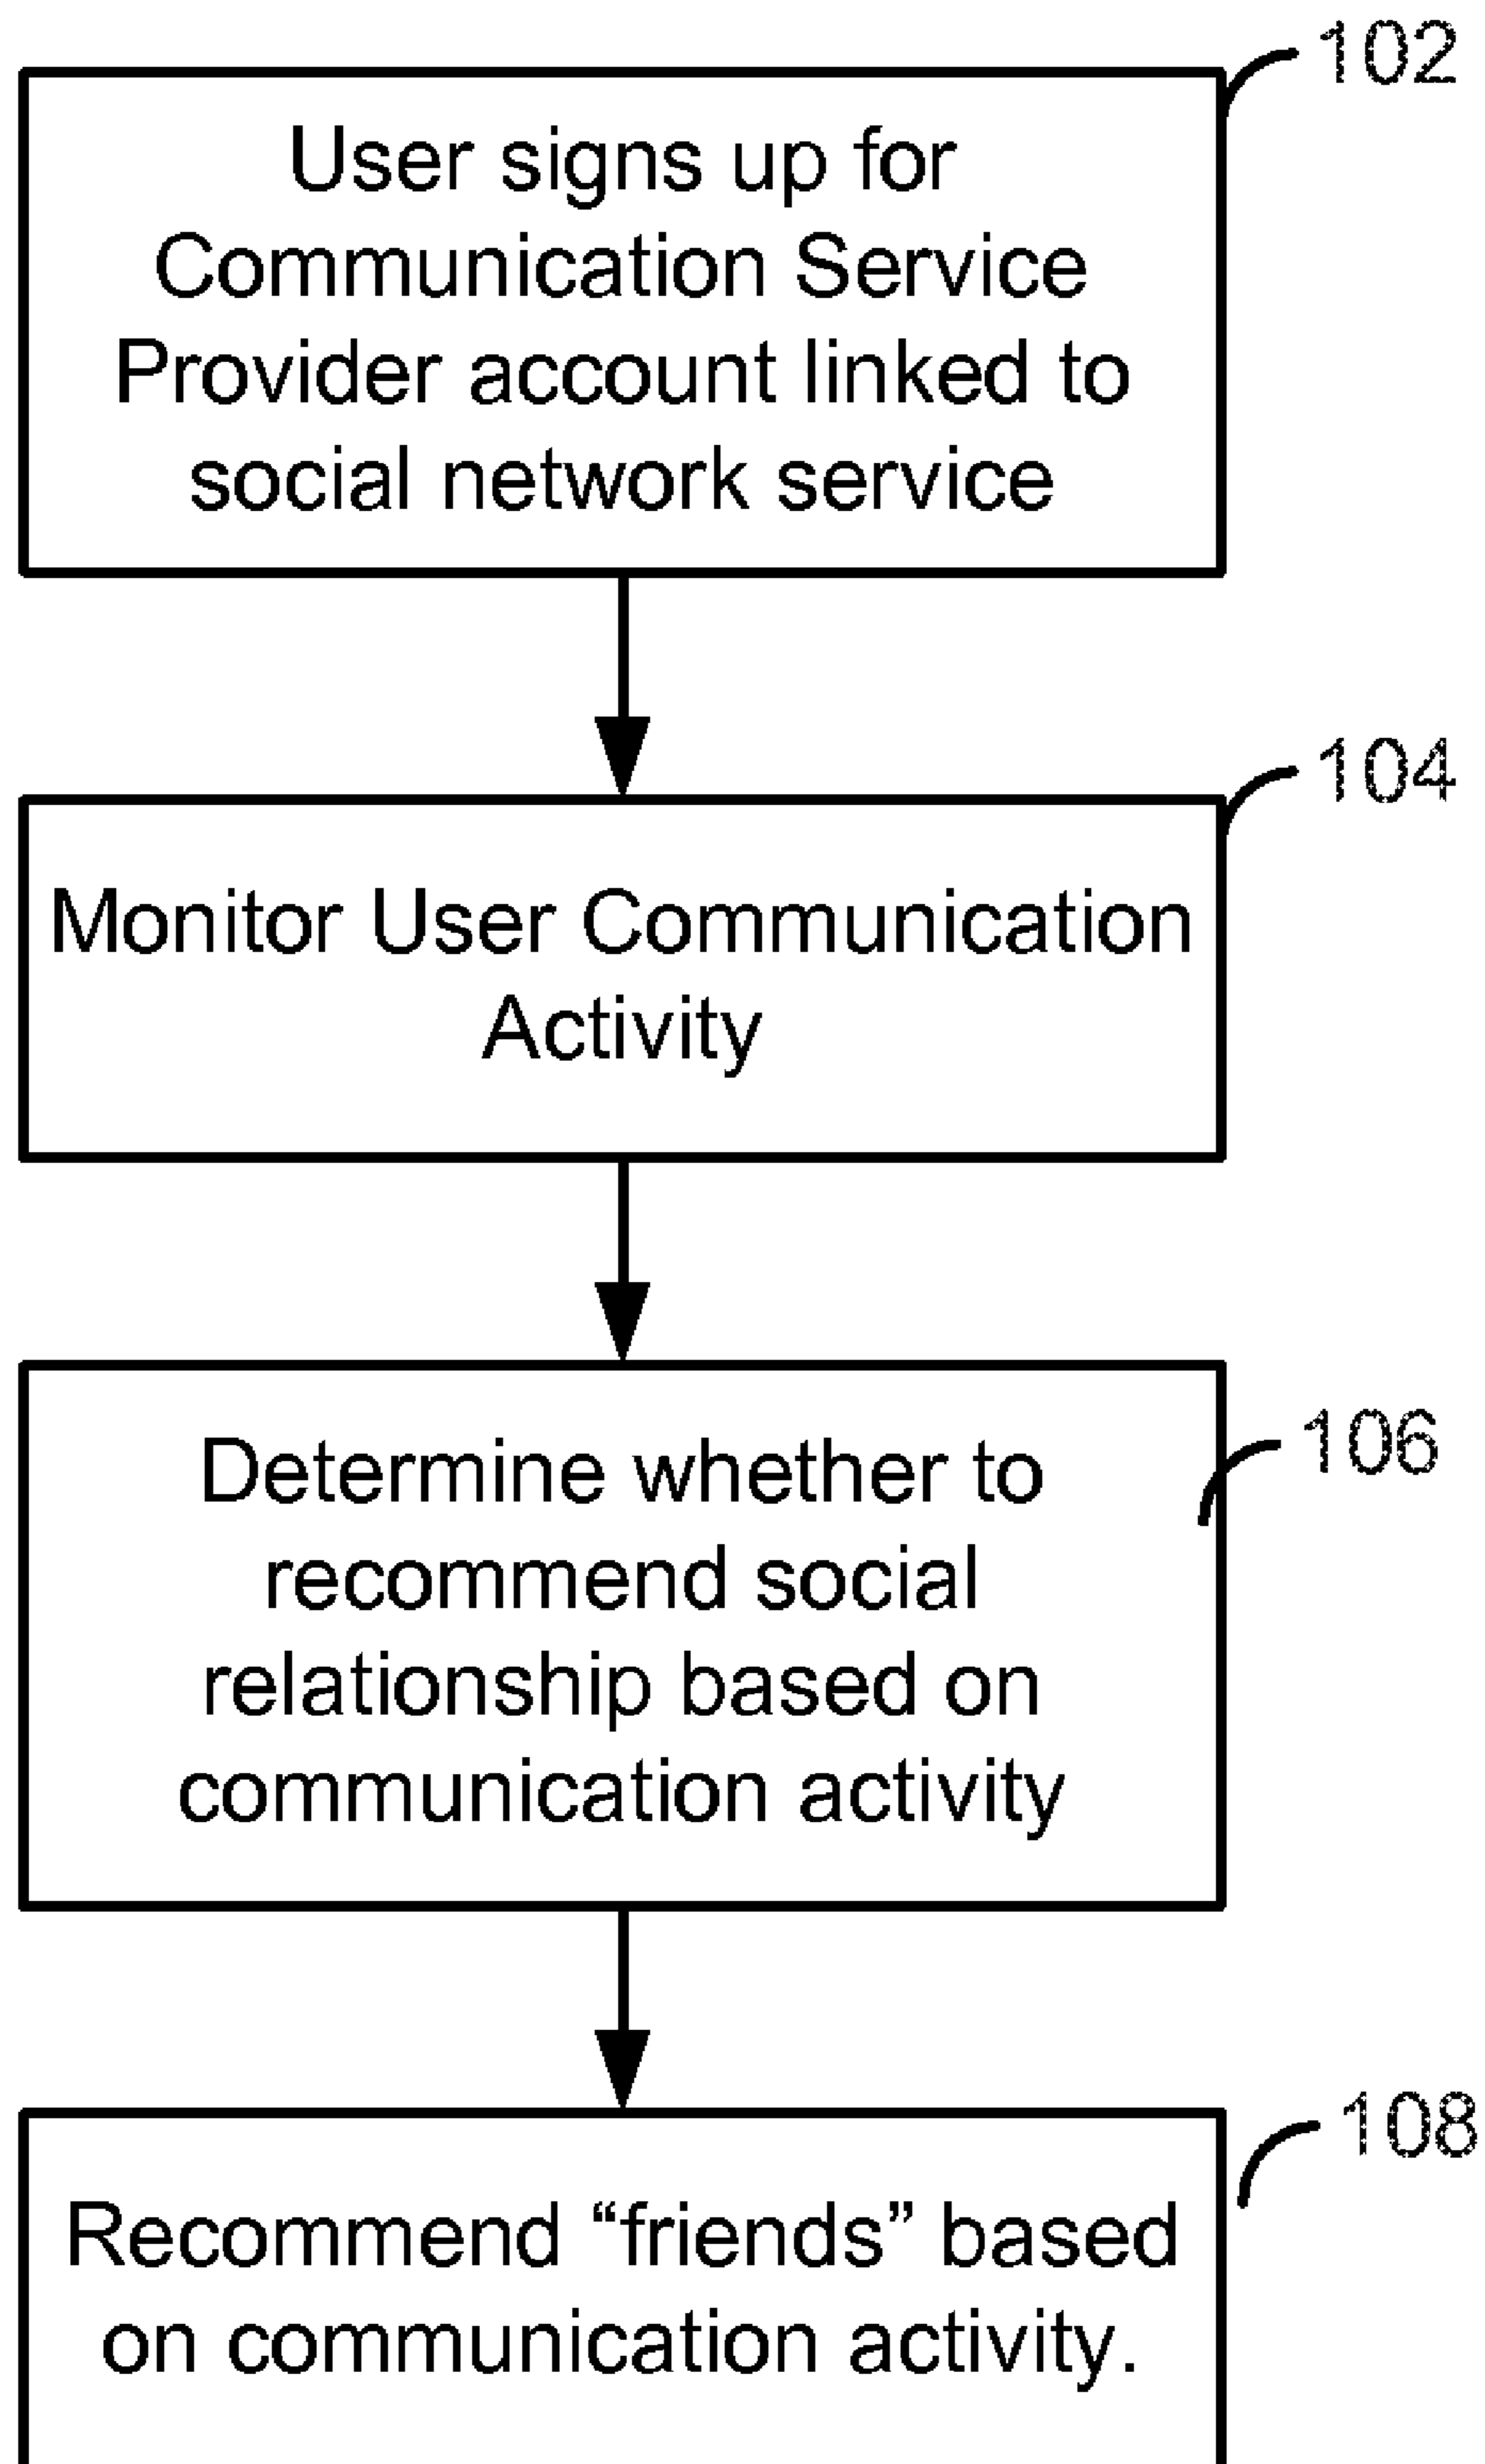 102
User signs up for
Communication Service
Provider account linked to
social network service
104
Monitor User Communication
Activity
106
Determine whether to
recommend social
relationship based on
communication activity
108
Recommend “friends” based
on communication activity.